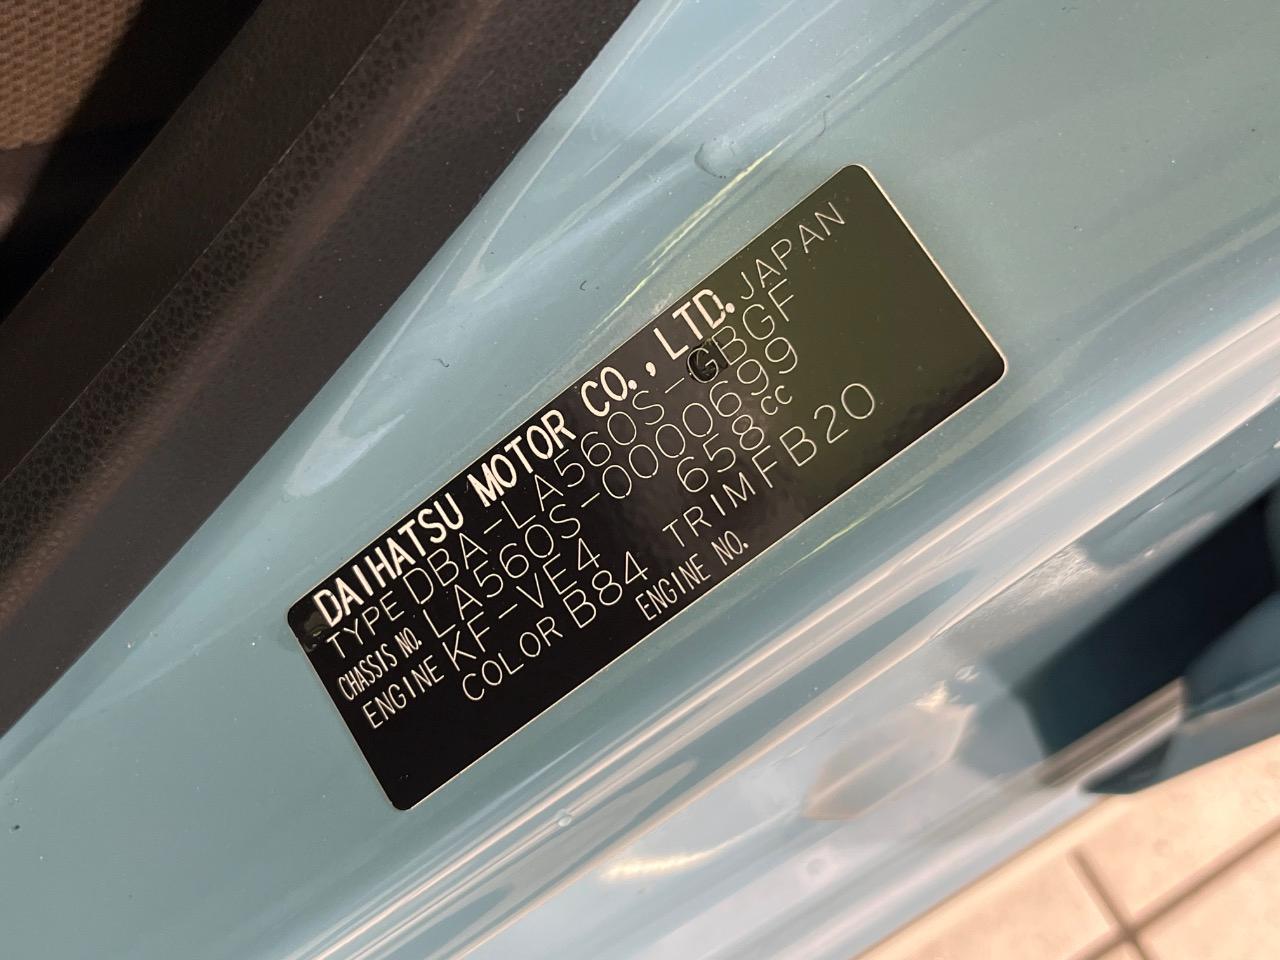 DAIHATSU MOTOR CO., LTD. JAPAN
TYPE DBA-LA560S-GBGF
CHASSIS NO. LA560S-0000699
ENGINE KF-VE4 658cc
COLOR B84 TRIM FB20
ENGINE NO.